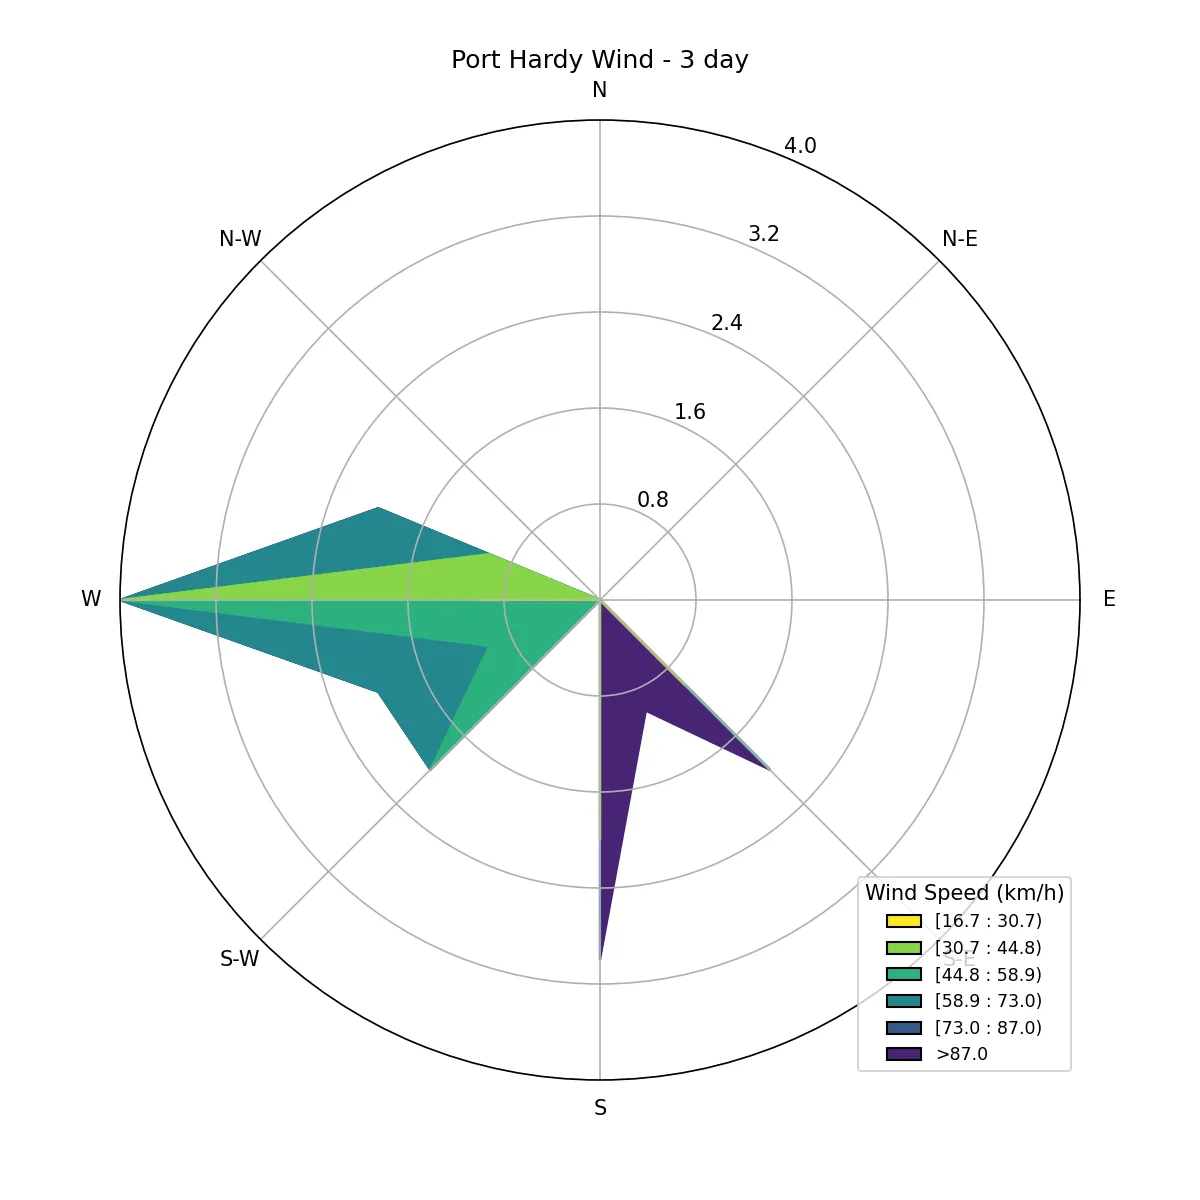 Port Hardy Wind - 3 day
N
4.0
N-W
3.2
N-E
2.4
1.6
0.8
W
E
Wind Speed (km/h)
[16.7 : 30.7)
[30.7 : 44.8)
S-W
S-E
[44.8 : 58.9)
[58.9 : 73.0)
[73.0 : 87.0)
>87.0
S